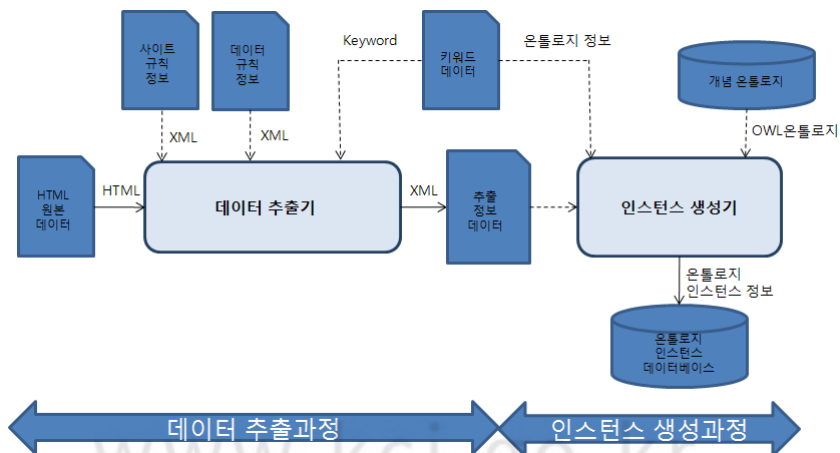 사이트
규칙
정보
데이터
규칙
정보
Keyword
키워드
데이터
온톨로지 정보
개념 온톨로지
XML
XML
OWL온톨로지
HTML
원본
데이터
HTML
데이터 추출기
XML
추출
정보
데이터
인스턴스 생성기
온톨로지
인스턴스 정보
온톨로지
인스턴스
데이터베이스
데이터 추출과정
인스턴스 생성과정
www.kci.go.kr